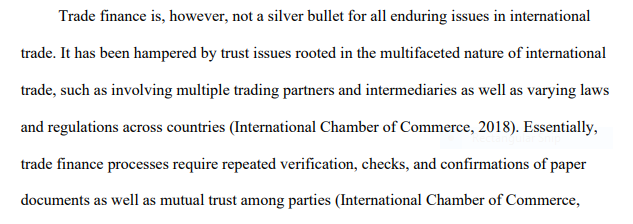 Trade finance is, however, not a silver bullet for all enduring issues in international
trade. It has been hampered by trust issues rooted in the multifaceted nature of international
trade, such as involving multiple trading partners and intermediaries as well as varying laws
and regulations across countries (International Chamber of Commerce, 2018). Essentially,
trade finance processes require repeated verification, checks, and confirmations of paper
documents as well as mutual trust among parties (International Chamber of Commerce,